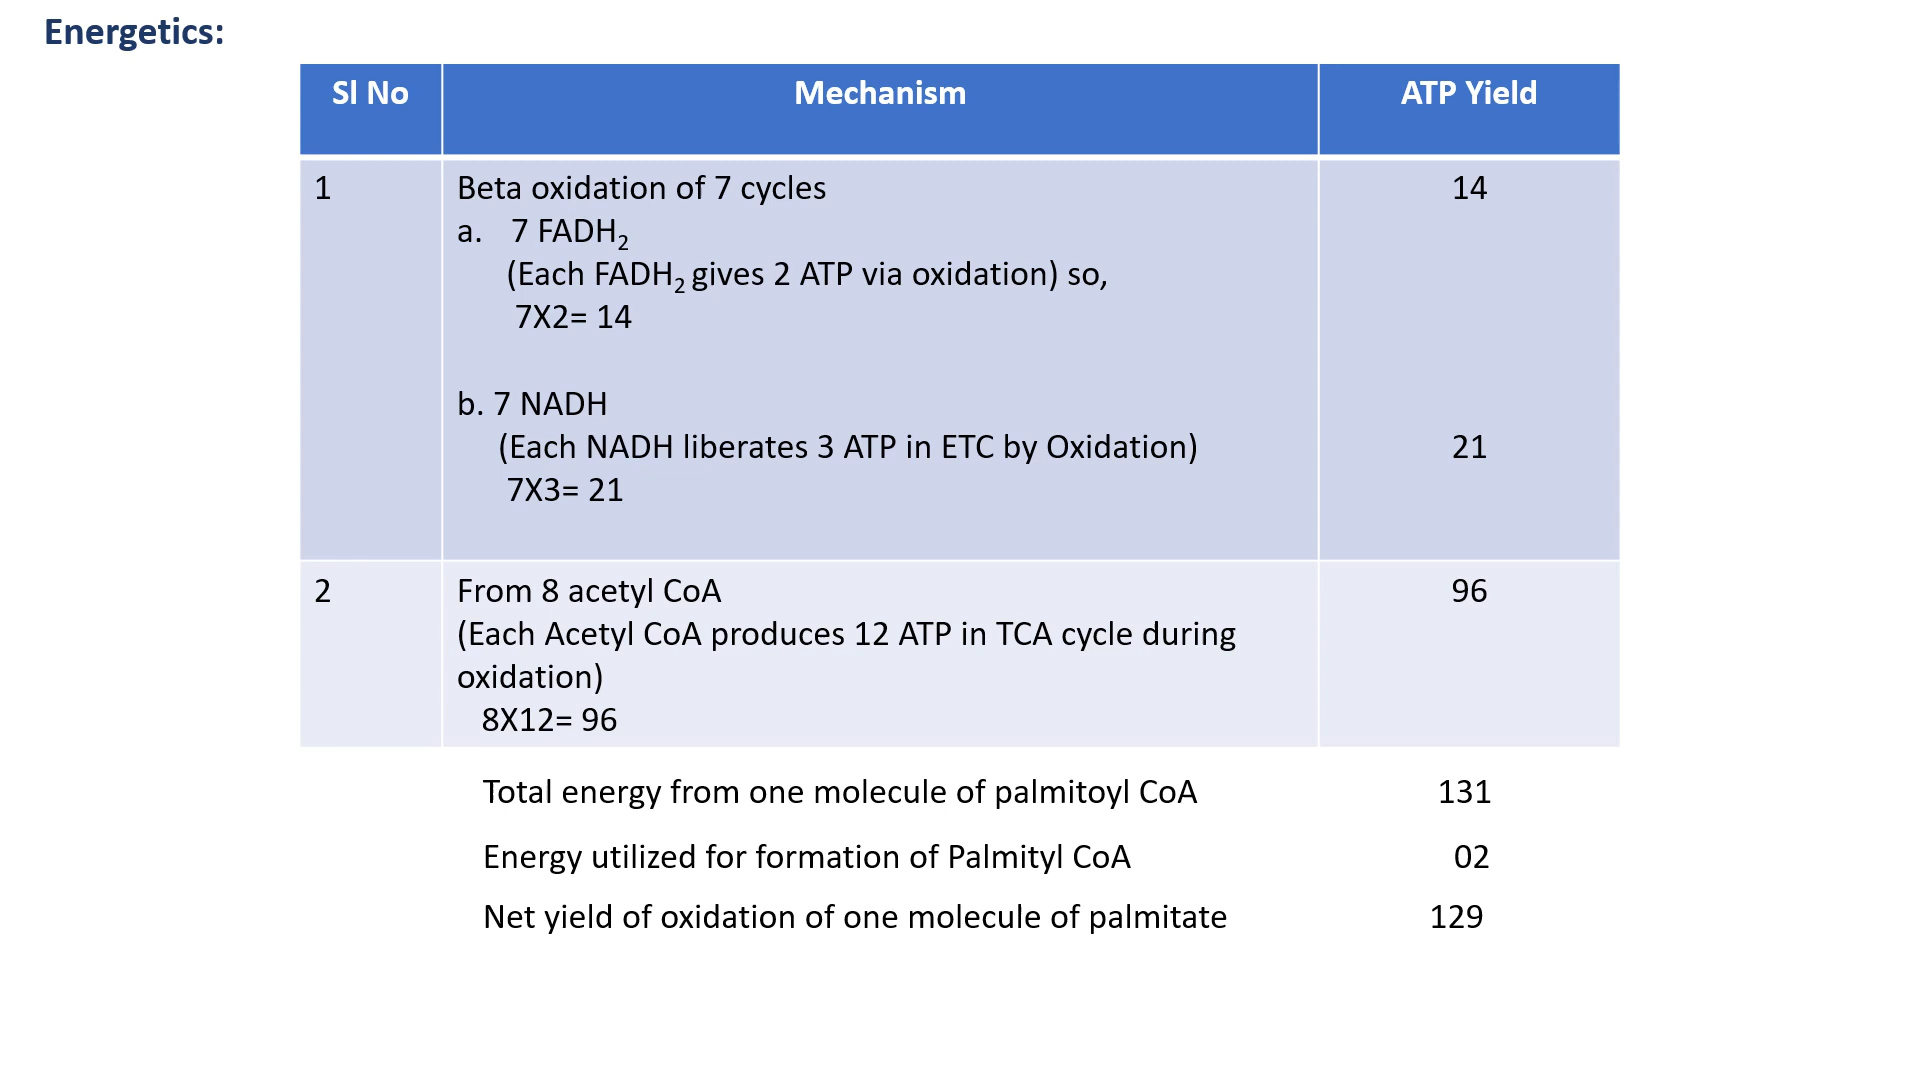 Energetics:
Sl No Mechanism ATP Yield
1 Beta oxidation of 7 cycles 14
a. 7 FADH₂
(Each FADH₂ gives 2 ATP via oxidation) so,
7X2= 14
b. 7 NADH
(Each NADH liberates 3 ATP in ETC by Oxidation) 21
7X3= 21
2 From 8 acetyl CoA 96
(Each Acetyl CoA produces 12 ATP in TCA cycle during
oxidation)
8X12= 96
Total energy from one molecule of palmitoyl CoA 131
Energy utilized for formation of Palmityl CoA 02
Net yield of oxidation of one molecule of palmitate 129